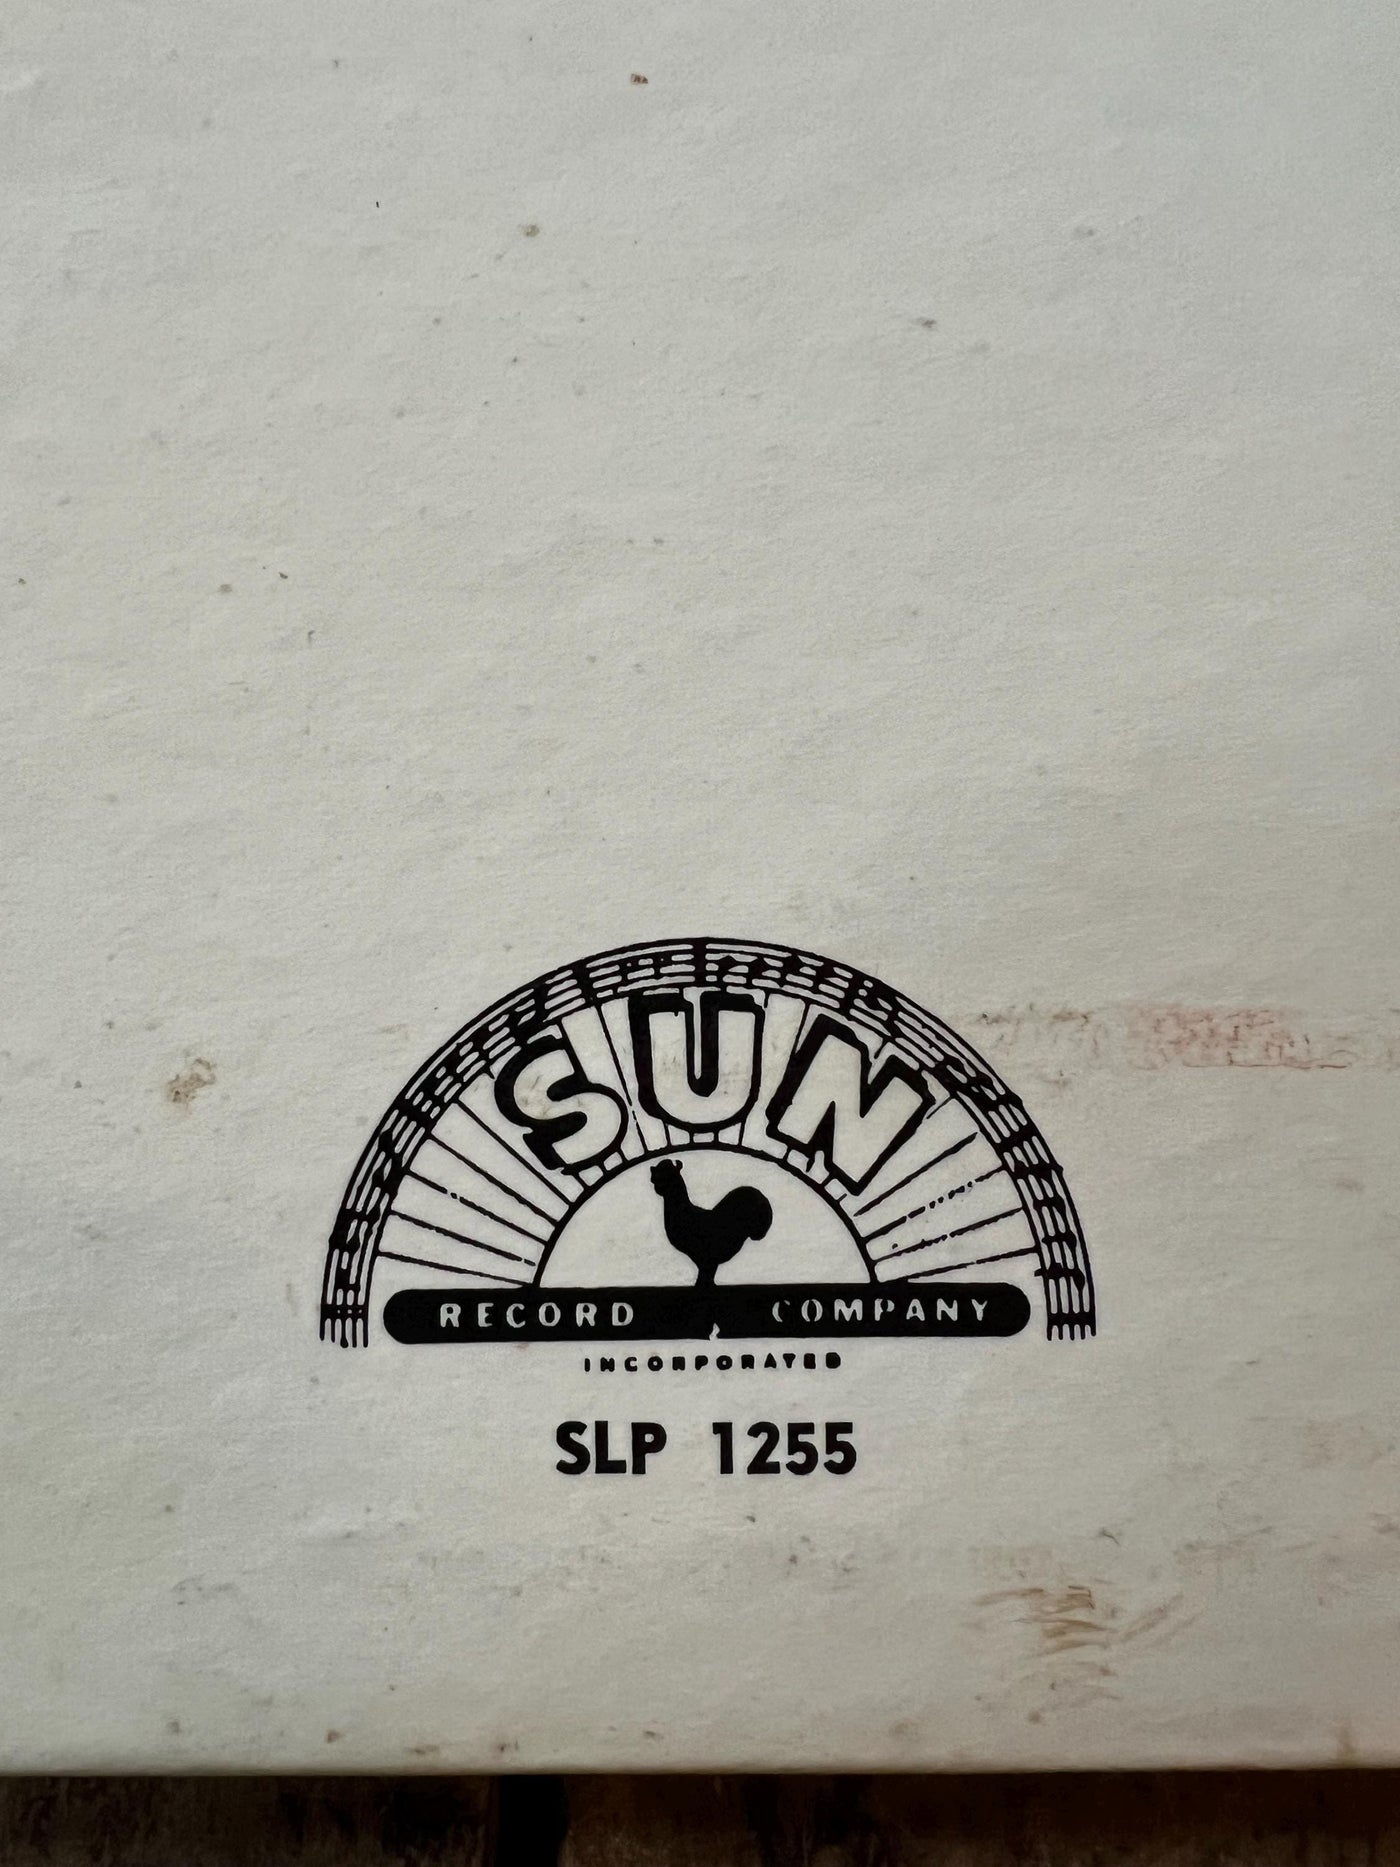 SUN
RECORD COMPANY
INCORPORATED
SLP 1255